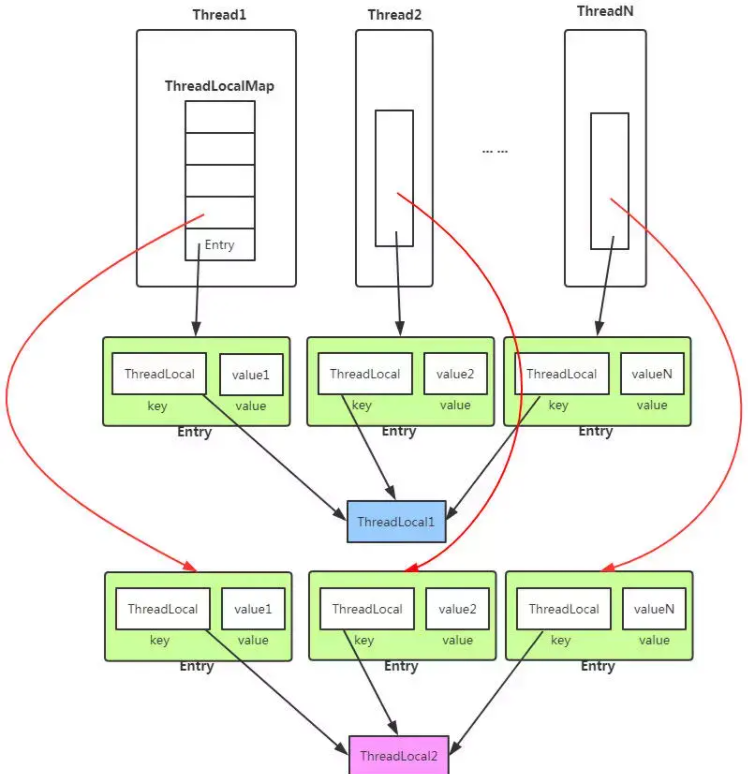 Thread1
Thread2
ThreadN
ThreadLocalMap
... ...
Entry
ThreadLocal
value1
key
value
Entry
ThreadLocal
value2
key
value
Entry
ThreadLocal
valueN
key
value
Entry
ThreadLocal1
ThreadLocal
value1
key
value
Entry
ThreadLocal
value2
key
value
Entry
ThreadLocal
valueN
key
value
Entry
ThreadLocal2